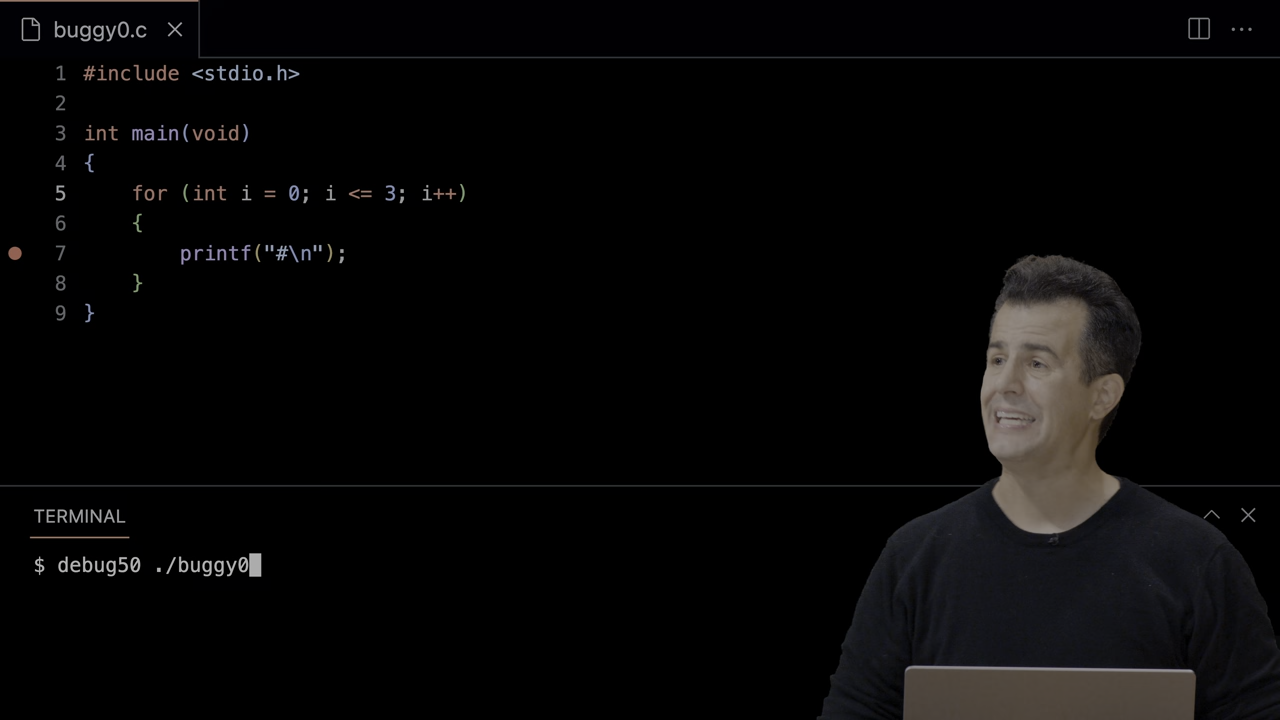 buggy0.c
1 #include <stdio.h>
2
3 int main(void)
4 {
5     for (int i = 0; i <= 3; i++)
6     {
7         printf("#\n");
8     }
9 }
TERMINAL
$ debug50 ./buggy0